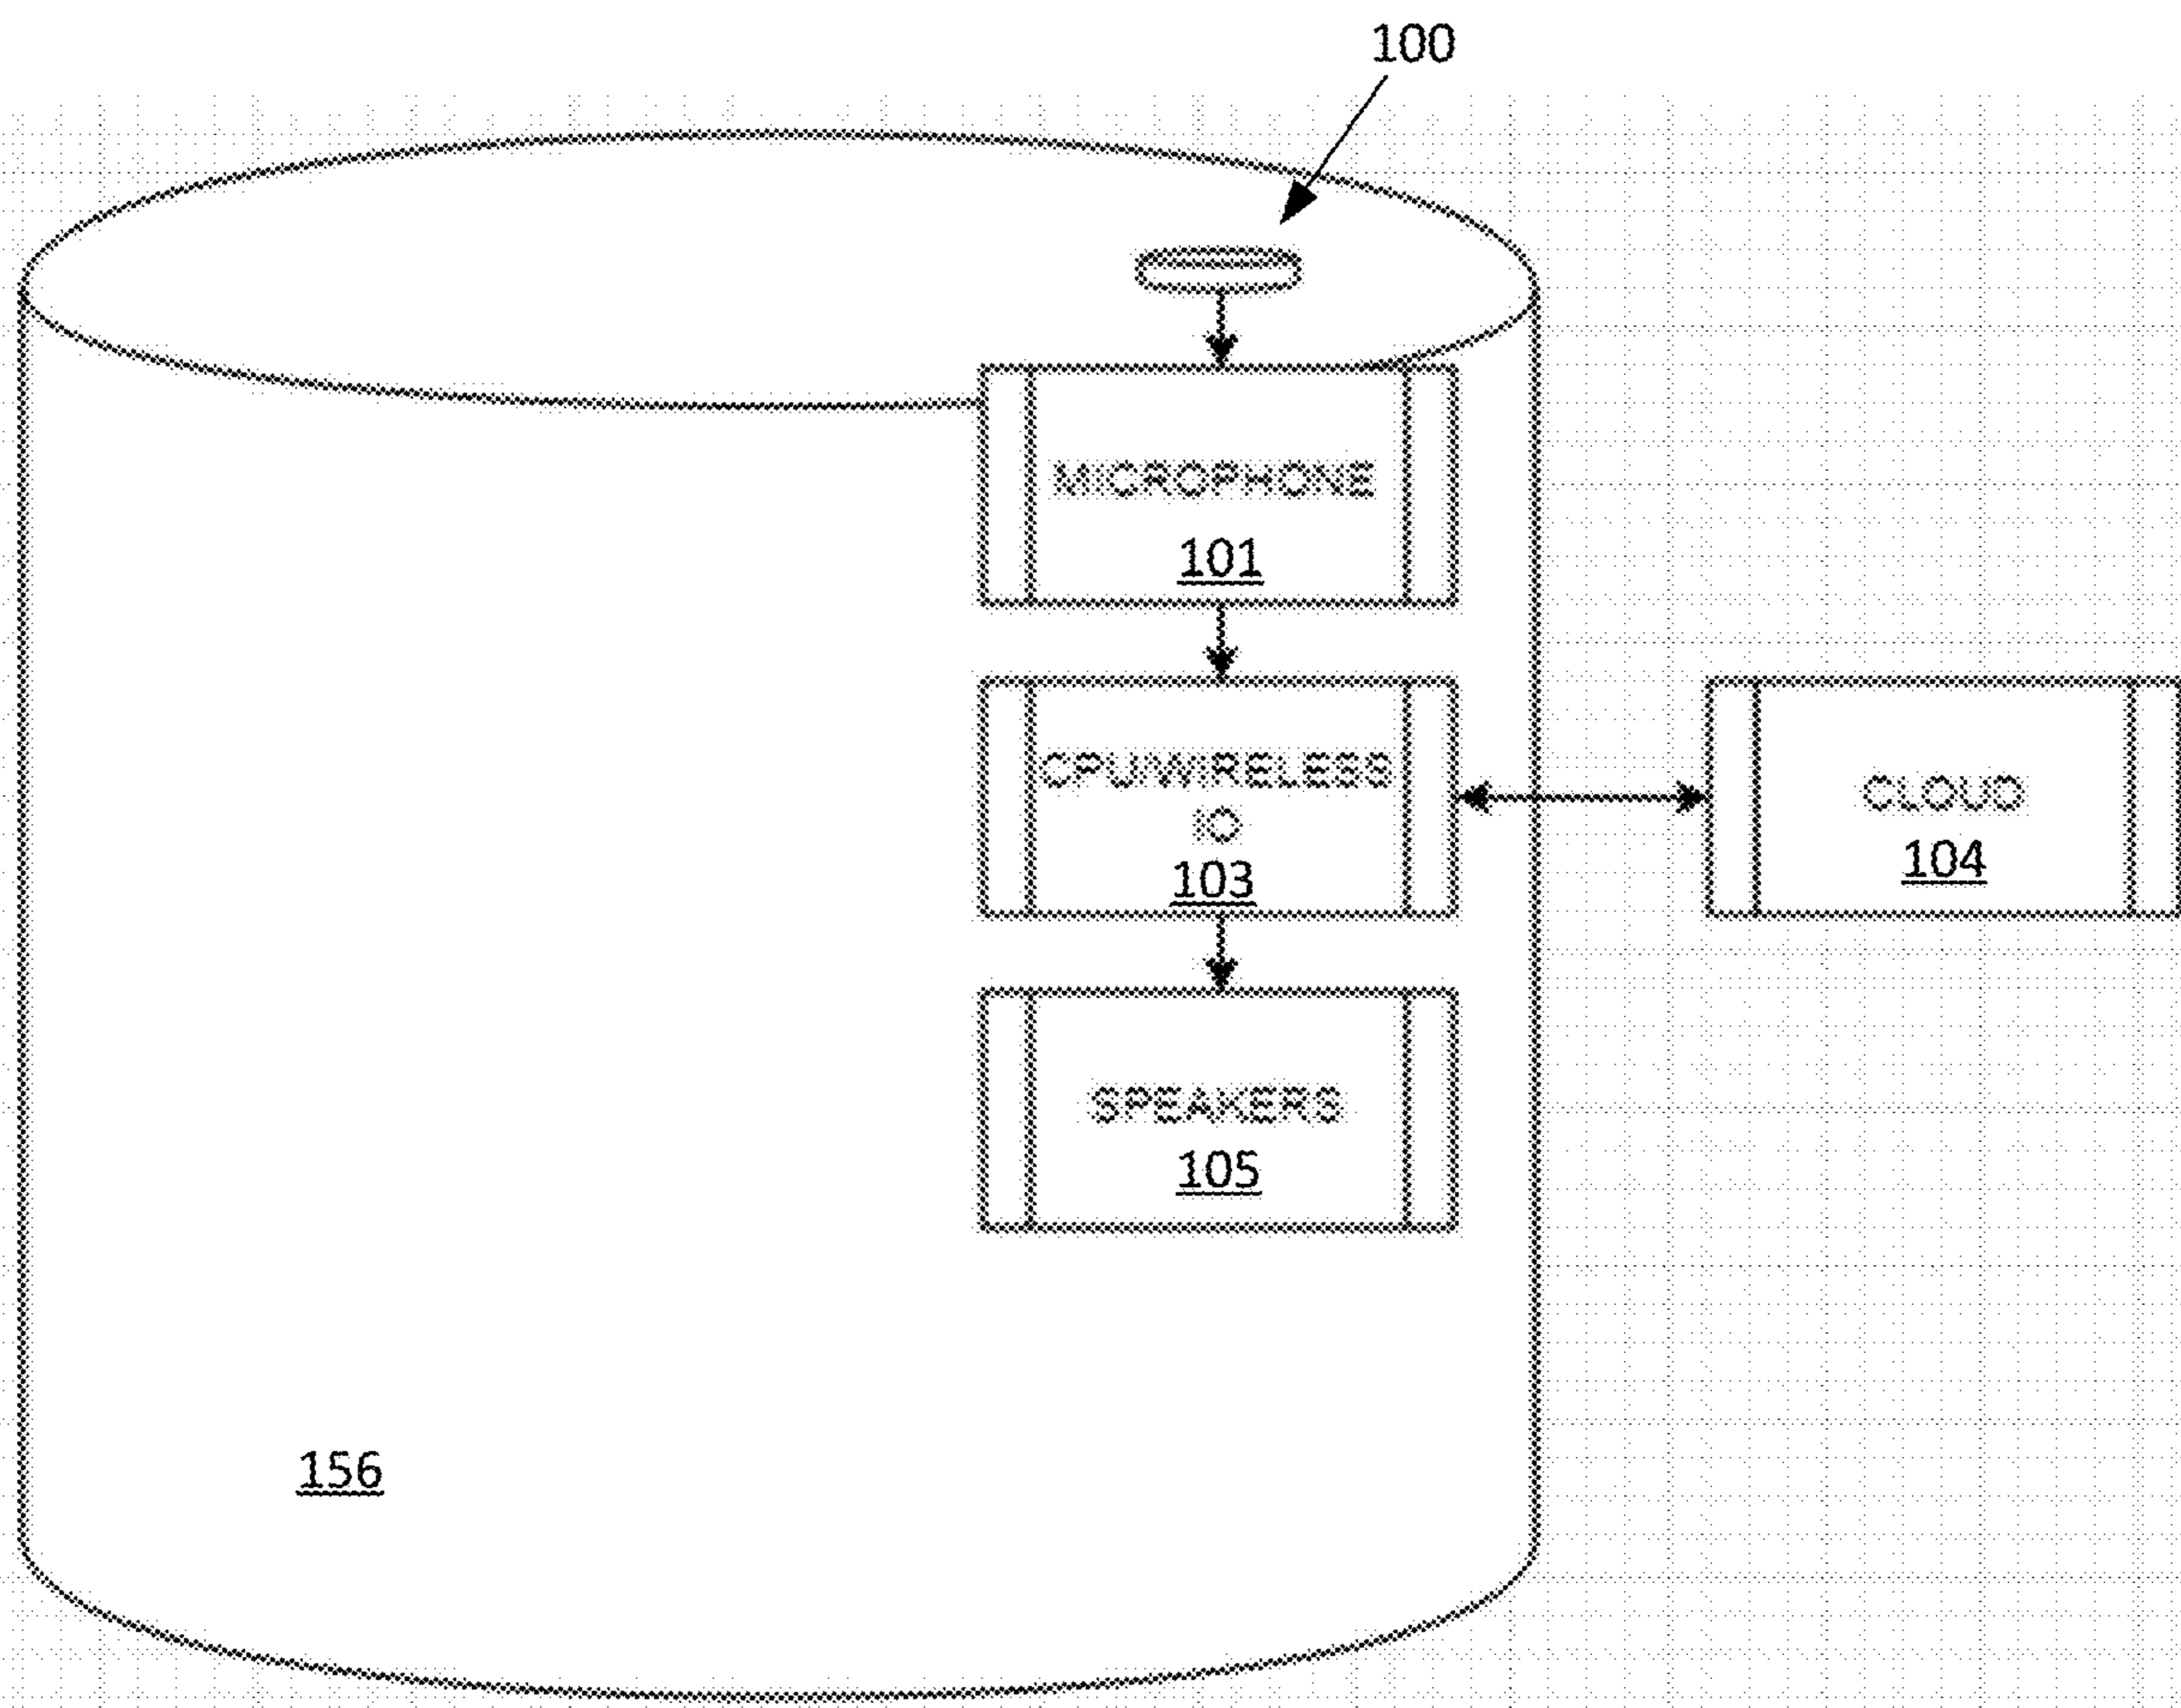 100
MICROPHONE
101
CPU/WIRELESS
IO
103
CLOUD
104
SPEAKERS
105
156